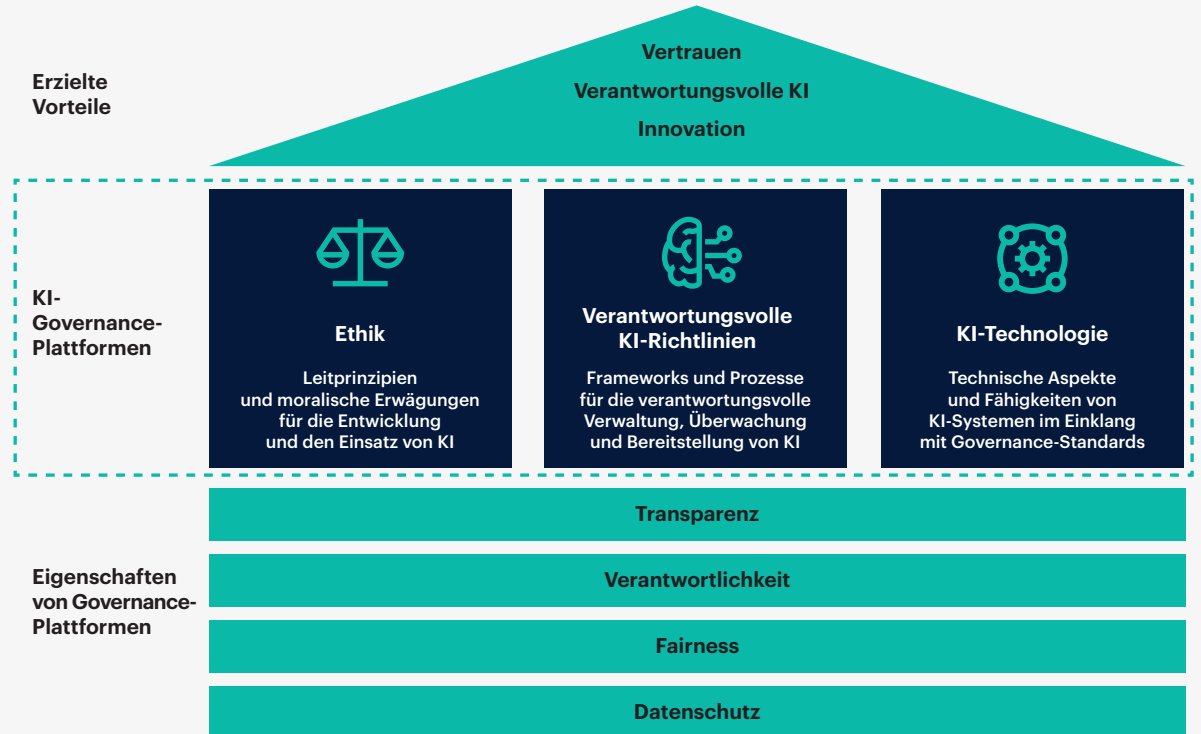 Erzielte
Vorteile
Vertrauen
Verantwortungsvolle KI
Innovation
KI-
Governance-
Plattformen
Ethik
Leitprinzipien
und moralische Erwägungen
für die Entwicklung
und den Einsatz von KI
Verantwortungsvolle
KI-Richtlinien
Frameworks und Prozesse
für die verantwortungsvolle
Verwaltung, Überwachung
und Bereitstellung von KI
KI-Technologie
Technische Aspekte
und Fähigkeiten von
KI-Systemen im Einklang
mit Governance-Standards
Eigenschaften
von Governance-
Plattformen
Transparenz
Verantwortlichkeit
Fairness
Datenschutz